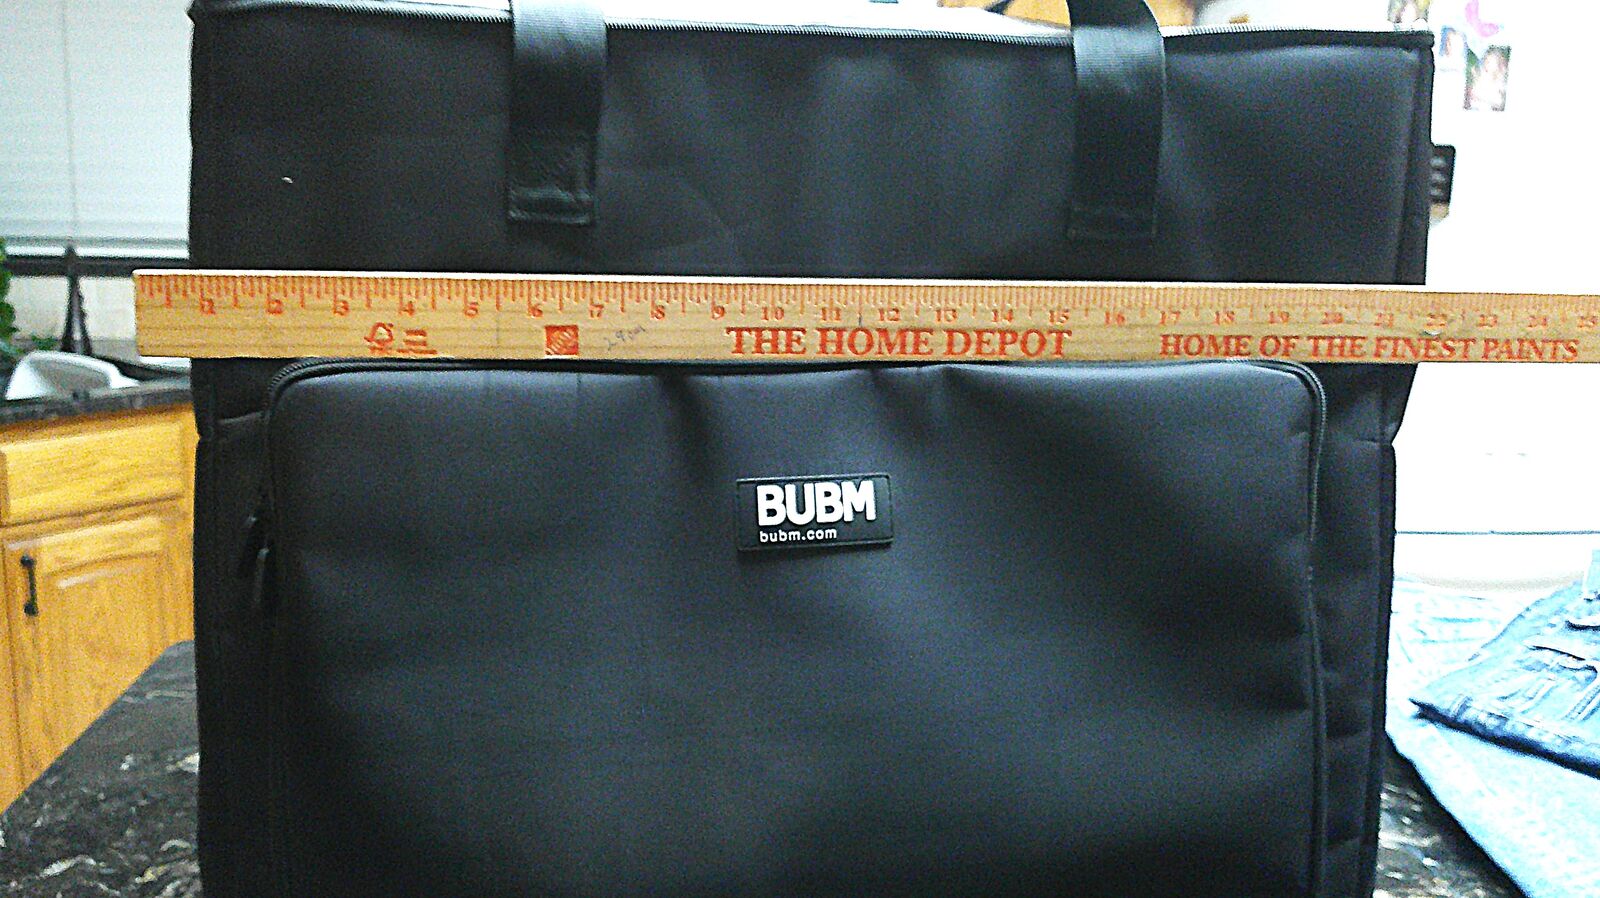 1 2 3 4 5 6 7 8 9 10 11 12 13 14 15 16 17 18 19 20 21 22 23 24 25
THE HOME DEPOT HOME OF THE FINEST PAINTS
BUBM
bubm.com